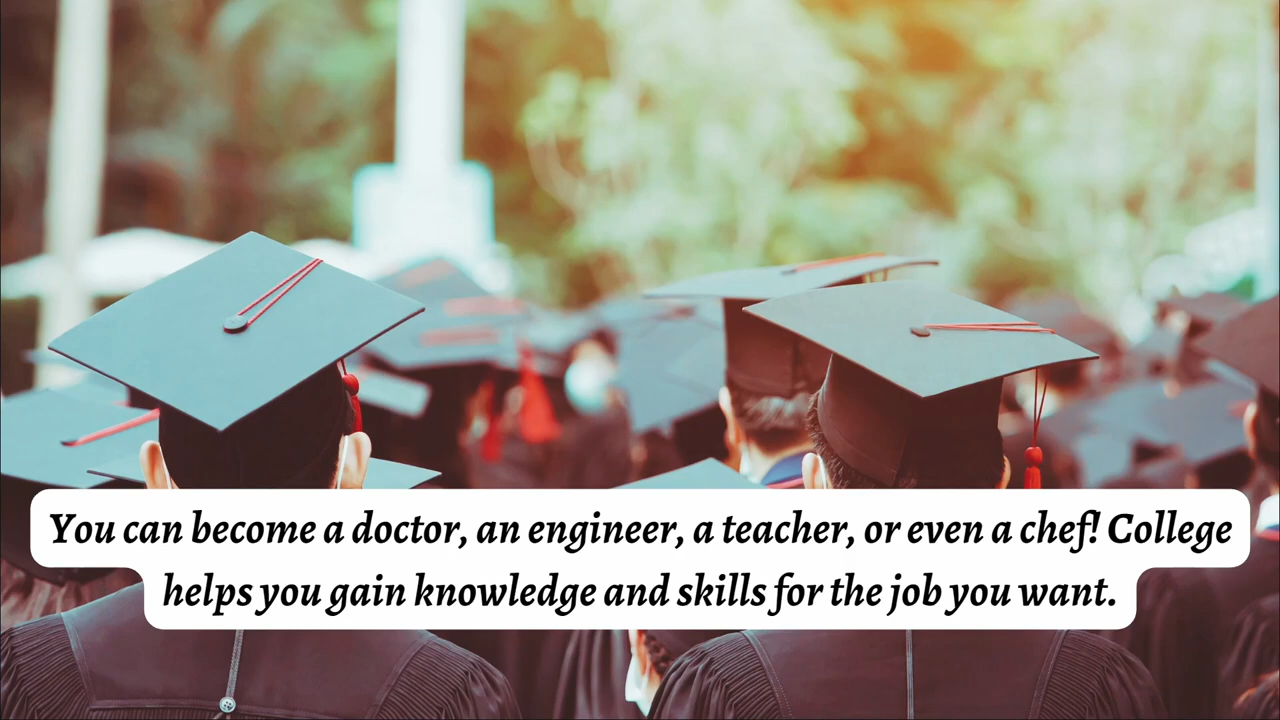 You can become a doctor, an engineer, a teacher, or even a chef! College
helps you gain knowledge and skills for the job you want.